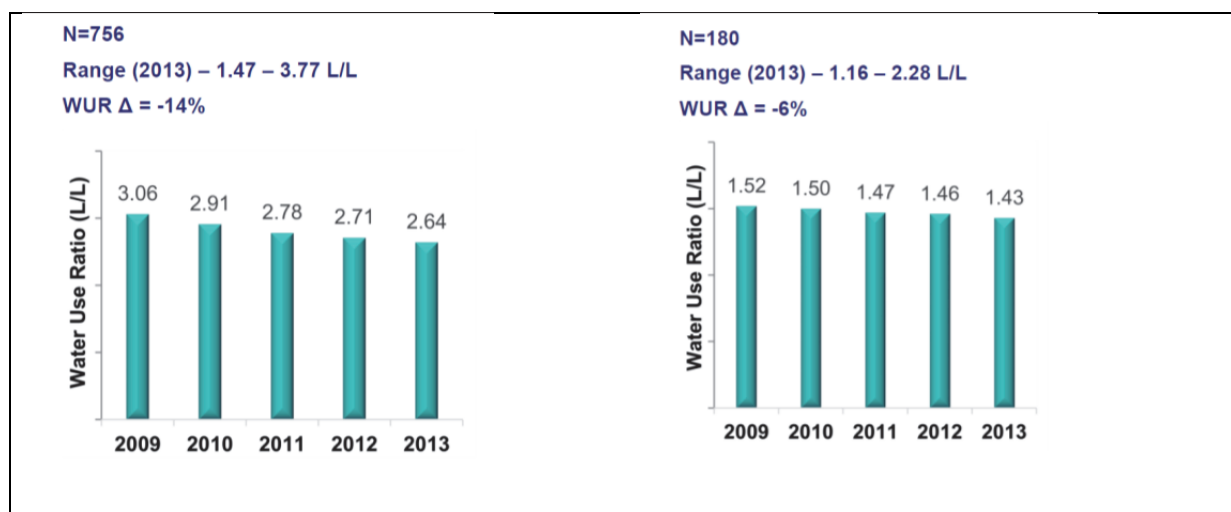 N=756
Range (2013) – 1.47 – 3.77 L/L
WUR Δ = -14%
Water Use Ratio (L/L)
3.06
2.91
2.78
2.71
2.64
2009 2010 2011 2012 2013
N=180
Range (2013) – 1.16 – 2.28 L/L
WUR Δ = -6%
Water Use Ratio (L/L)
1.52
1.50
1.47
1.46
1.43
2009 2010 2011 2012 2013